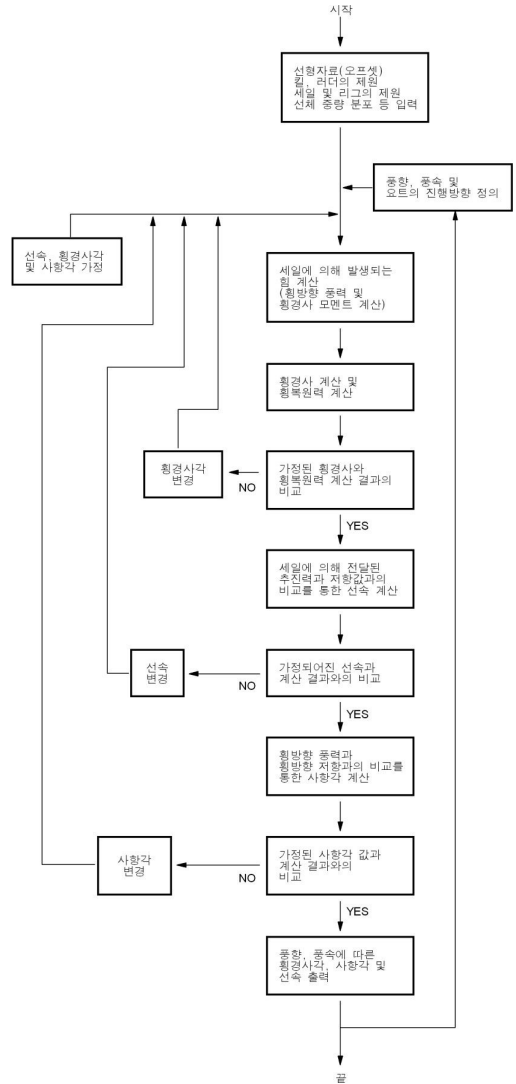 시작
선형자료(오프셋)
킬, 러더의 제원
세일 및 리그의 제원
선체 중량 분포 등 입력
풍향, 풍속 및
요트의 진행방향 정의
선속, 횡경사각
및 사항각 가정
세일에 의해 발생되는
힘 계산
(횡방향 풍력 및
횡경사 모멘트 계산)
횡경사 계산 및
횡복원력 계산
횡경사각
변경
NO
가정된 횡경사와
횡복원력 계산 결과의
비교
YES
세일에 의해 전달된
추진력과 저항값과의
비교를 통한 선속 계산
선속
변경
NO
가정되어진 선속과
계산 결과와의 비교
YES
횡방향 풍력과
횡방향 저항과의 비교를
통한 사항각 계산
사항각
변경
NO
가정된 사항각 값과
계산 결과와의
비교
YES
풍향, 풍속에 따른
횡경사각, 사항각 및
선속 출력
끝